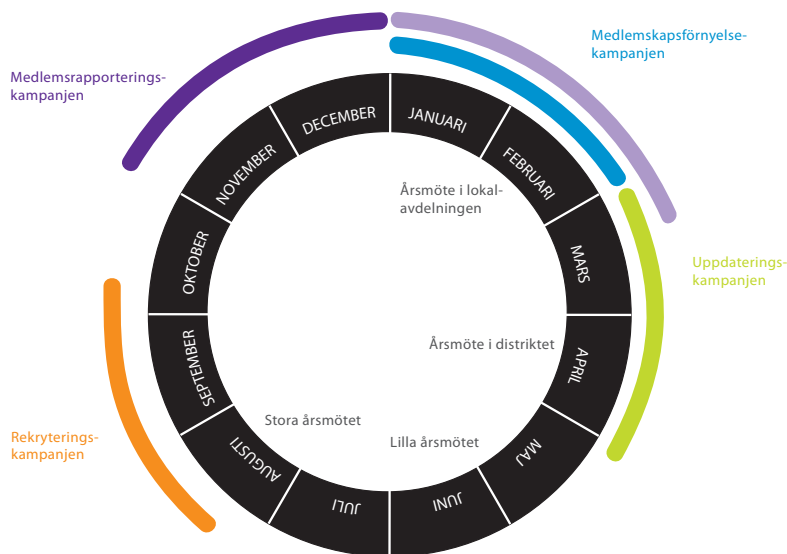 Medlemsrapporterings-
kampanjen
Medlemskapsförnyelse-
kampanjen
Uppdaterings-
kampanjen
Rekryterings-
kampanjen
JANUARI
FEBRUARI
MARS
APRIL
MAJ
JUNI
JULI
AUGUSTI
SEPTEMBER
OKTOBER
NOVEMBER
DECEMBER
Årsmöte i lokal-
avdelningen
Årsmöte i distriktet
Lilla årsmötet
Stora årsmötet